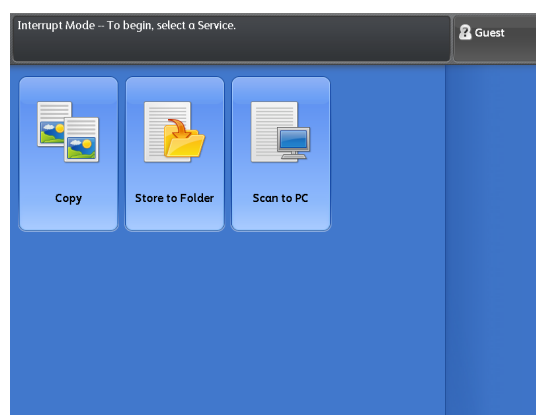 Interrupt Mode -- To begin, select a Service.
Guest
Copy
Store to Folder
Scan to PC